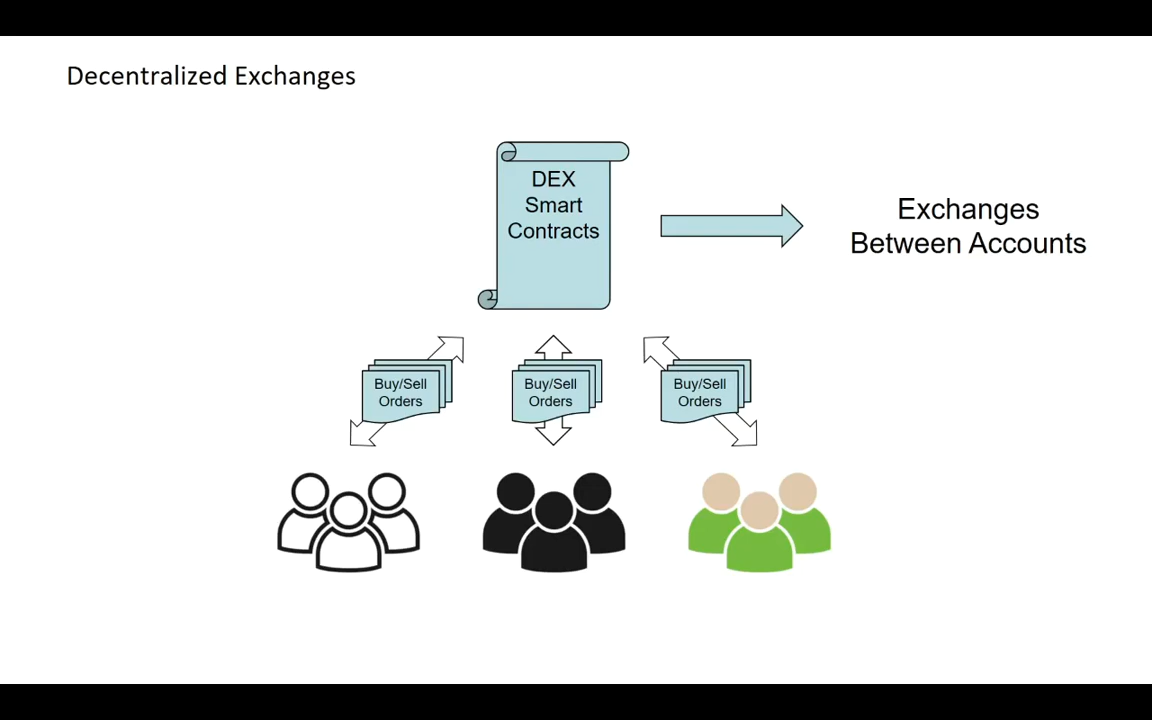 Decentralized Exchanges
DEX
Smart
Contracts
Exchanges
Between Accounts
Buy/Sell
Orders
Buy/Sell
Orders
Buy/Sell
Orders